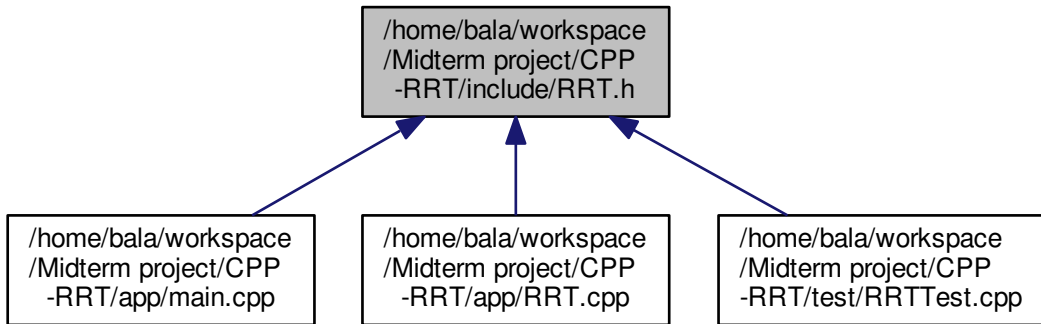 /home/bala/workspace
/Midterm project/CPP
-RRT/include/RRT.h
/home/bala/workspace
/Midterm project/CPP
-RRT/app/main.cpp
/home/bala/workspace
/Midterm project/CPP
-RRT/app/RRT.cpp
/home/bala/workspace
/Midterm project/CPP
-RRT/test/RRTTest.cpp